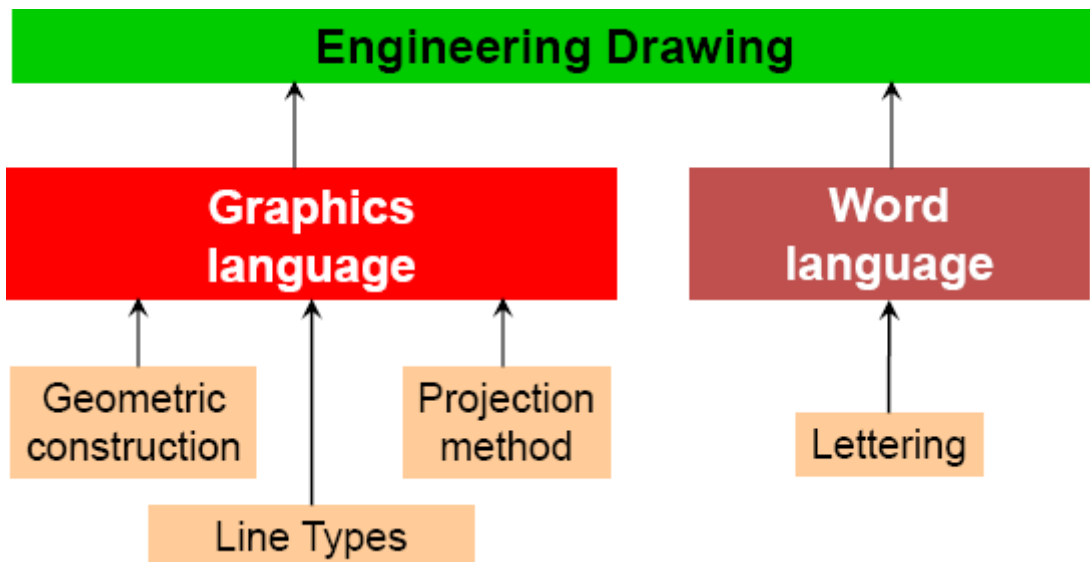 Engineering Drawing
Graphics
language
Word
language
Geometric
construction
Projection
method
Lettering
Line Types